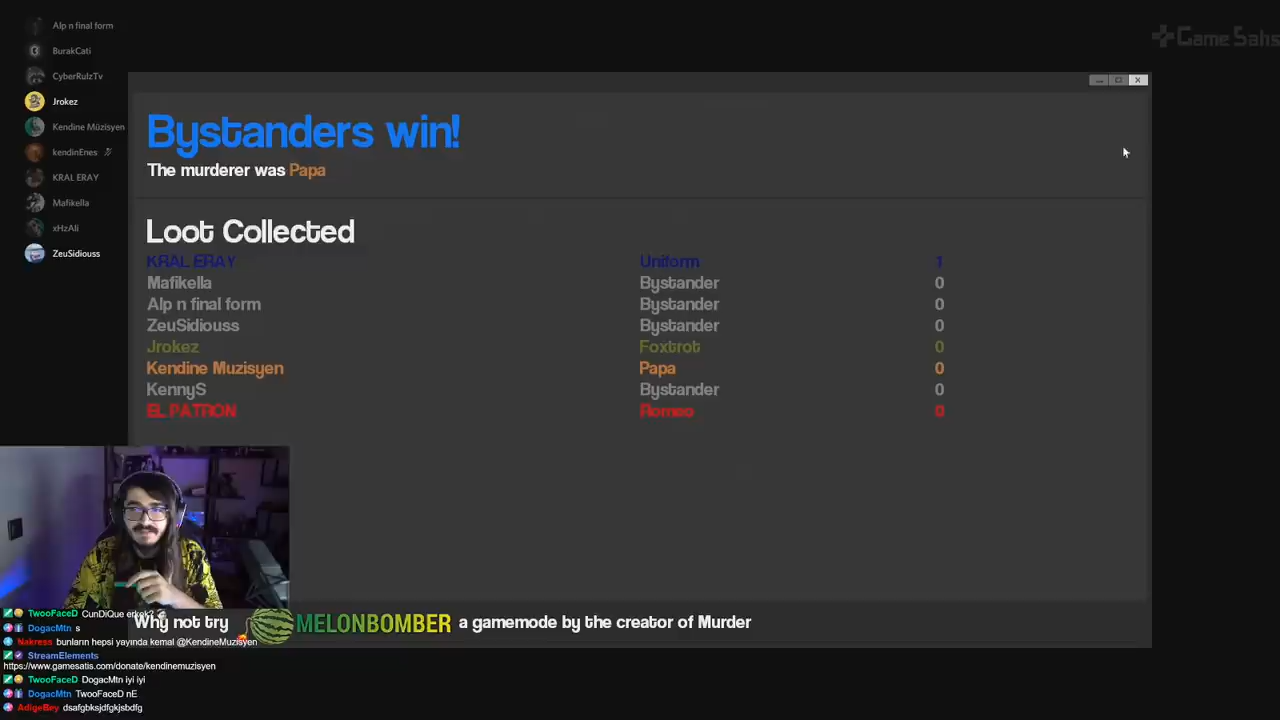 Alp n final form
BurakCati
CyberRulzTv
Jrokez
Kendine Müzisyen
kendinEnes
KRAL ERAY
Mafikella
xHzAli
ZeuSidiouss
Game Satıs
Bystanders win!
The murderer was Papa
Loot Collected
KRAL ERAY Uniform 1
Mafikella Bystander 0
Alp n final form Bystander 0
ZeuSidiouss Bystander 0
Jrokez Foxtrot 0
Kendine Muzisyen Papa 0
KennyS Bystander 0
EL PATRON Romeo 0
Why not try MELONBOMBER a gamemode by the creator of Murder
TwooFaceD CunDiQue erkek?
DogacMtn s
Nakress bunların hepsi yayında kemal @KendineMuzisyen
StreamElements
https://www.gamesatis.com/donate/kendinemuzisyen
TwooFaceD DogacMtn iyi iyi
DogacMtn TwooFaceD nE
AdigeBey dsafgbksjdfgkjsbdfg